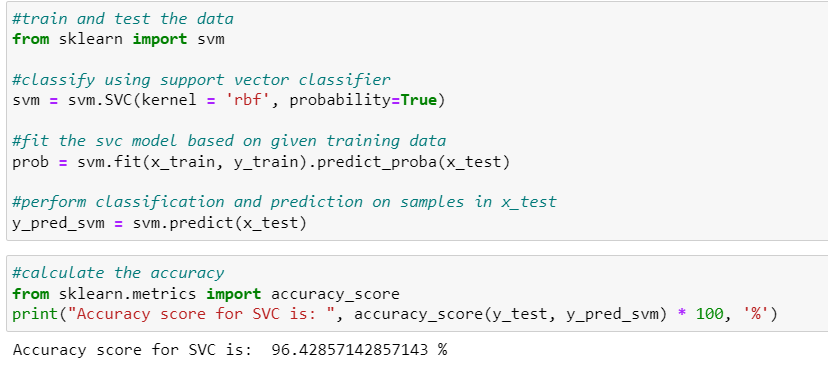 #train and test the data
from sklearn import svm
#classify using support vector classifier
svm = svm.SVC(kernel = 'rbf', probability=True)
#fit the svc model based on given training data
prob = svm.fit(x_train, y_train).predict_proba(x_test)
#perform classification and prediction on samples in x_test
y_pred_svm = svm.predict(x_test)
#calculate the accuracy
from sklearn.metrics import accuracy_score
print("Accuracy score for SVC is: ", accuracy_score(y_test, y_pred_svm) * 100, '%')
Accuracy score for SVC is:  96.42857142857143 %